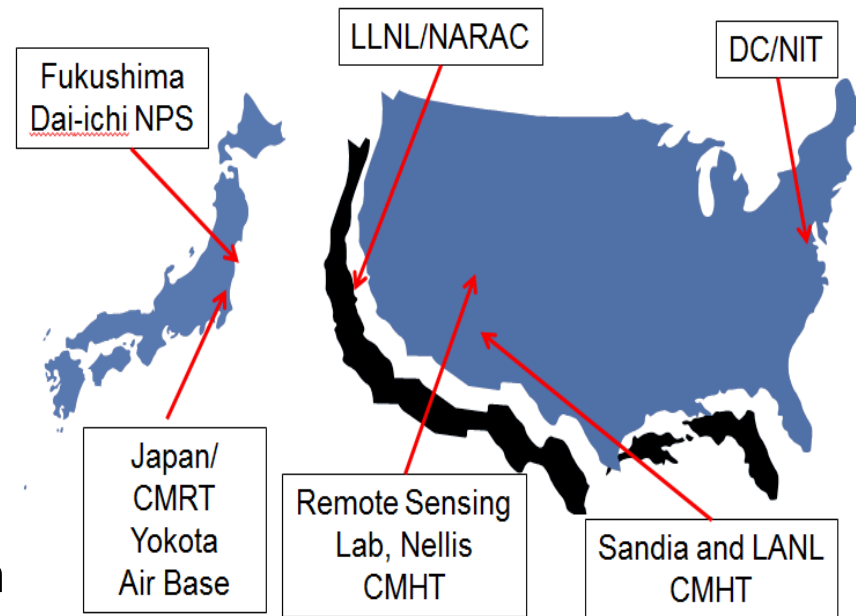 LLNL/NARAC
DC/NIT
Fukushima
Dai-ichi NPS
Japan/
CMRT
Yokota
Air Base
Remote Sensing
Lab, Nellis
CMHT
Sandia and LANL
CMHT